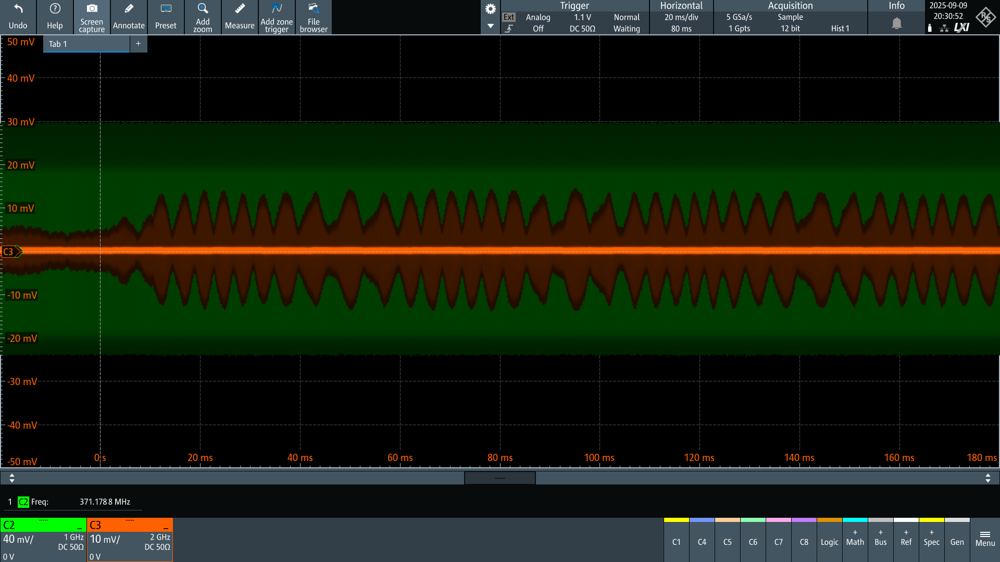 Undo
Help
Screen
capture
Annotate
Preset
Add
zoom
Measure
Add zone
trigger
File
browser
Trigger
Ext Analog 1.1 V Normal
Off DC 50Ω Waiting
Horizontal
20 ms/div
80 ms
Acquisition
5 GSa/s Sample
1 Gpts 12 bit Hist 1
Info
2025-09-09
20:30:52
LXI
R&S
Tab 1 +
50 mV
40 mV
30 mV
20 mV
10 mV
C3
-10 mV
-20 mV
-30 mV
-40 mV
-50 mV
0 s 20 ms 40 ms 60 ms 80 ms 100 ms 120 ms 140 ms 160 ms 180 ms
1 C2 Freq: 371.1788 MHz
C2
40 mV/ 1 GHz
DC 50Ω
0 V
C3
10 mV/ 2 GHz
DC 50Ω
0 V
C1
C4
C5
C6
C7
C8
Logic
+ Math
+ Bus
+ Ref
+ Spec
Gen
Menu